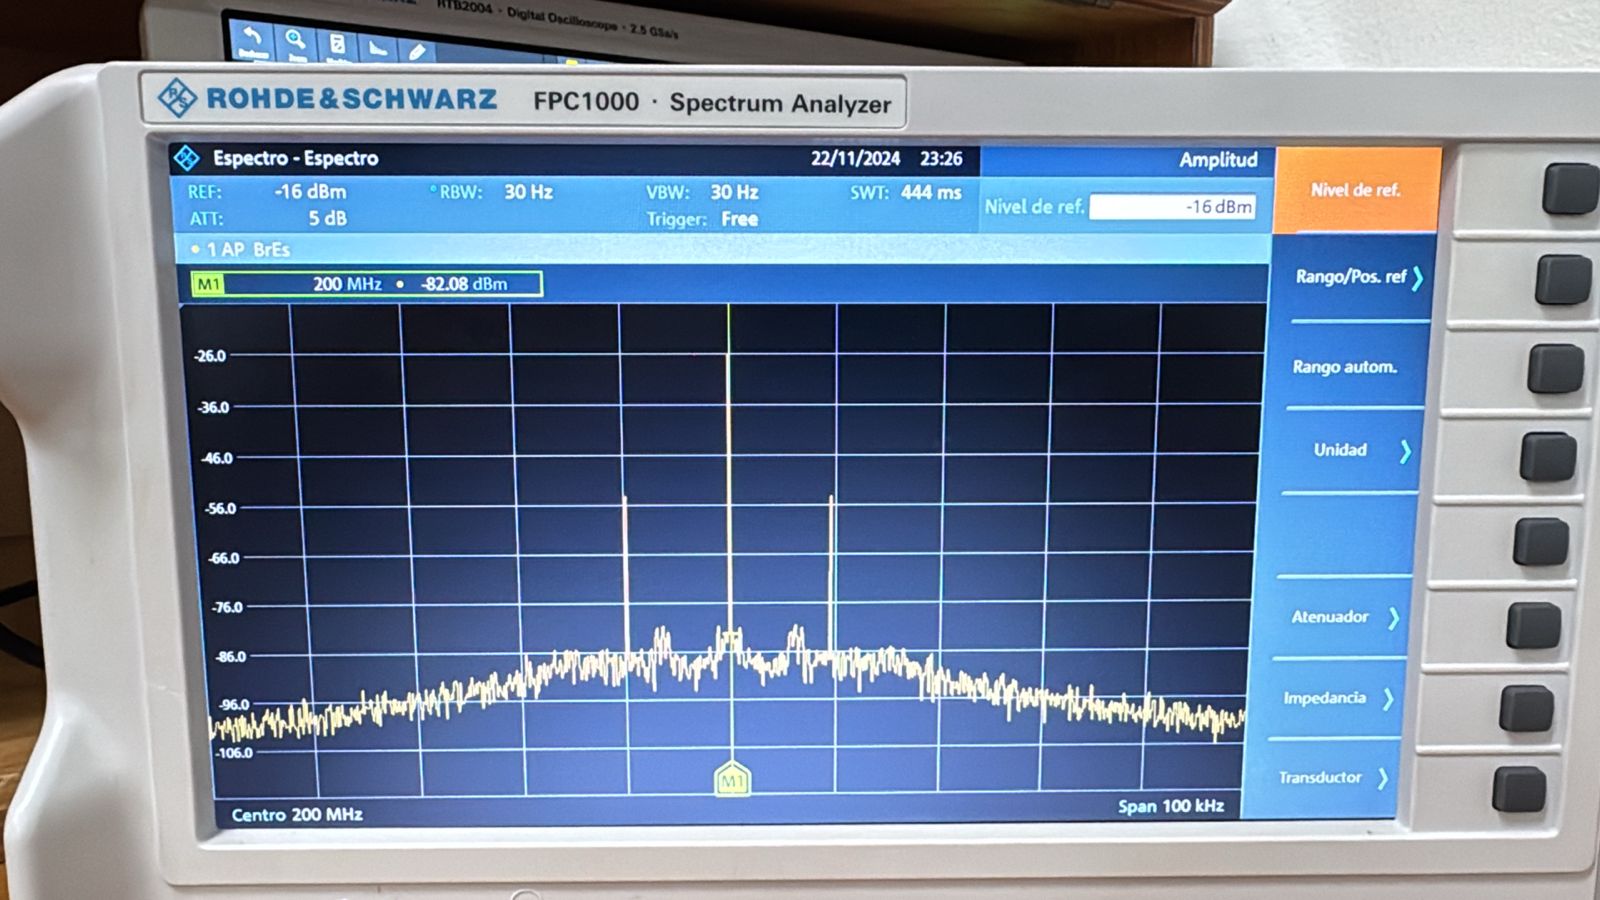 RTB2004 · Digital Oscilloscope · 2.5 GSa/s
ROHDE & SCHWARZ FPC1000 · Spectrum Analyzer
Espectro - Espectro 22/11/2024 23:26 Amplitud
REF: -16 dBm RBW: 30 Hz VBW: 30 Hz SWT: 444 ms
ATT: 5 dB Trigger: Free
Nivel de ref. -16 dBm
Nivel de ref.
1 AP BrEs
M1 200 MHz • -82.08 dBm
Rango/Pos. ref
Rango autom.
Unidad
Atenuador
Impedancia
Transductor
-26.0
-36.0
-46.0
-56.0
-66.0
-76.0
-86.0
-96.0
-106.0
M1
Centro 200 MHz Span 100 kHz